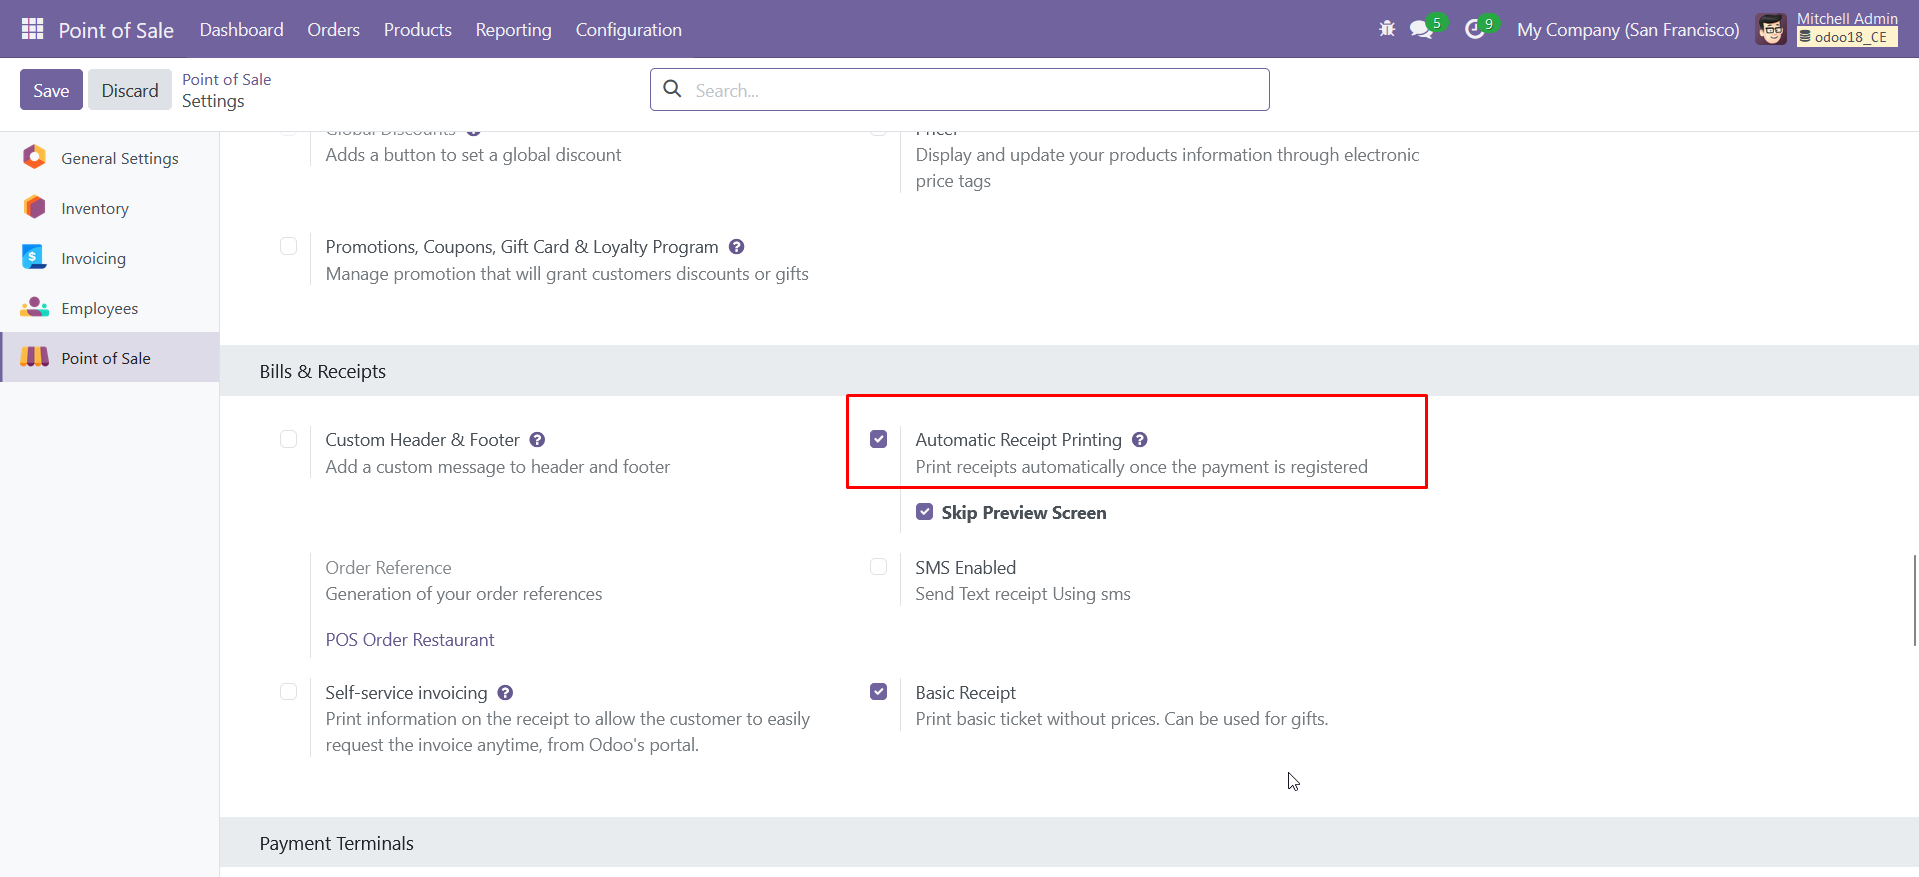 Point of Sale Dashboard Orders Products Reporting Configuration 5 9 My Company (San Francisco) Mitchell Admin
odoo18_CE
Save Discard Point of Sale
Settings
Search...
General Settings
Inventory
Invoicing
Employees
Point of Sale
Global Discounts
Adds a button to set a global discount
Pricer
Display and update your products information through electronic
price tags
Promotions, Coupons, Gift Card & Loyalty Program
Manage promotion that will grant customers discounts or gifts
Bills & Receipts
Custom Header & Footer
Add a custom message to header and footer
Automatic Receipt Printing
Print receipts automatically once the payment is registered
Skip Preview Screen
Order Reference
Generation of your order references
POS Order Restaurant
SMS Enabled
Send Text receipt Using sms
Self-service invoicing
Print information on the receipt to allow the customer to easily
request the invoice anytime, from Odoo's portal.
Basic Receipt
Print basic ticket without prices. Can be used for gifts.
Payment Terminals